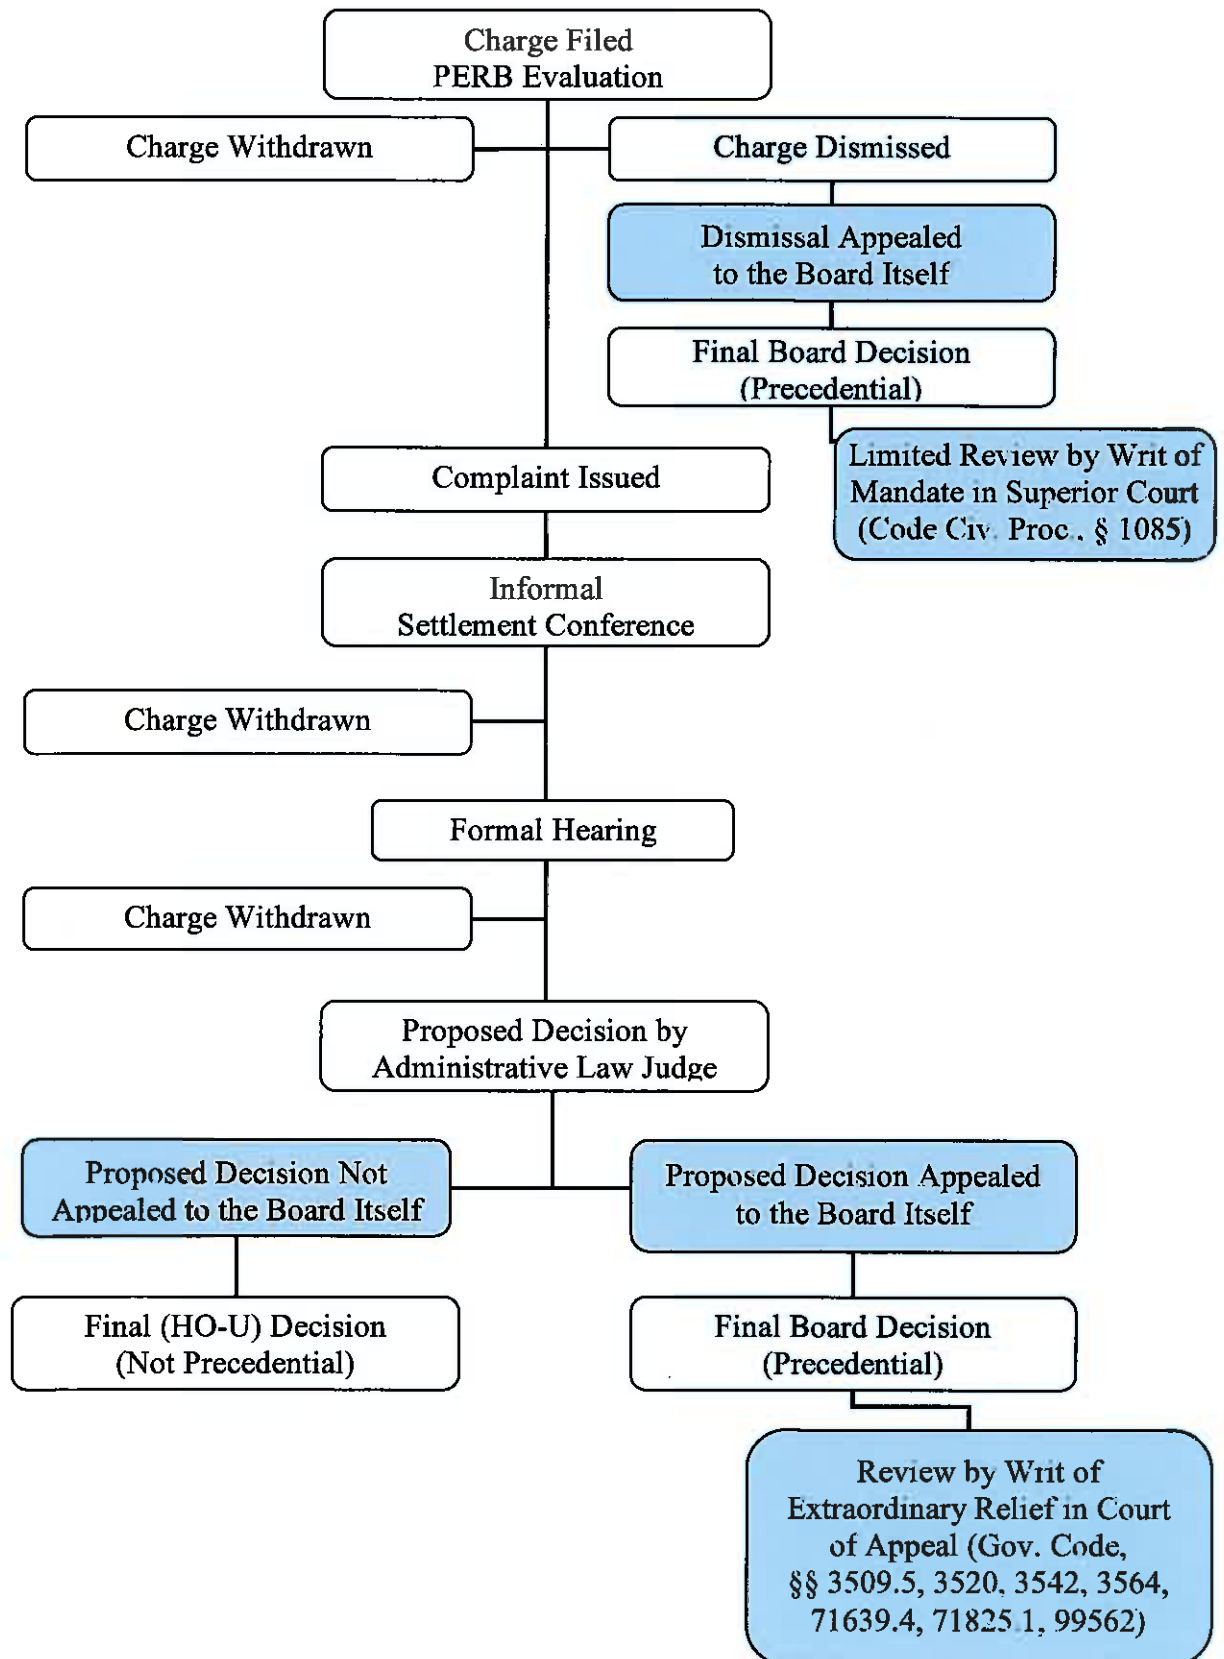 Charge Filed
PERB Evaluation
Charge Withdrawn
Charge Dismissed
Dismissal Appealed
to the Board Itself
Final Board Decision
(Precedential)
Limited Review by Writ of
Mandate in Superior Court
(Code Civ. Proc., § 1085)
Complaint Issued
Informal
Settlement Conference
Charge Withdrawn
Formal Hearing
Charge Withdrawn
Proposed Decision by
Administrative Law Judge
Proposed Decision Not
Appealed to the Board Itself
Proposed Decision Appealed
to the Board Itself
Final (HO-U) Decision
(Not Precedential)
Final Board Decision
(Precedential)
Review by Writ of
Extraordinary Relief in Court
of Appeal (Gov. Code,
§§ 3509.5, 3520, 3542, 3564,
71639.4, 71825.1, 99562)